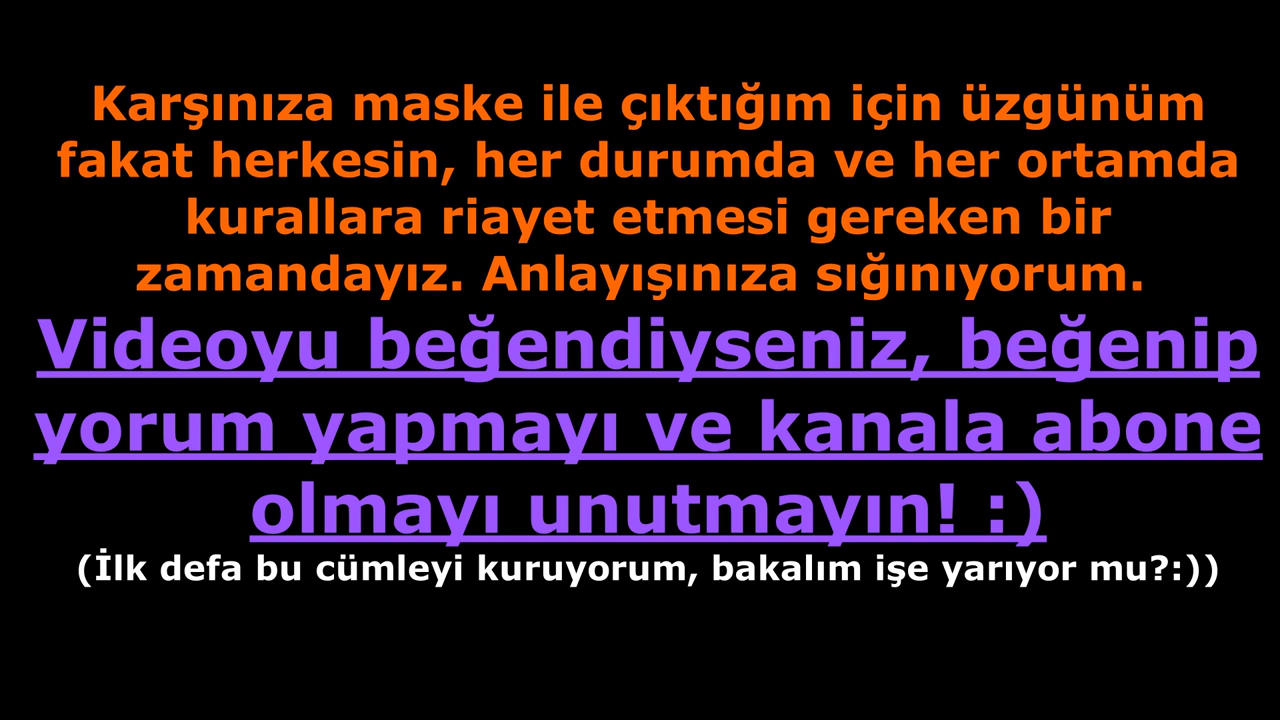 Karşınıza maske ile çıktığım için üzgünüm
fakat herkesin, her durumda ve her ortamda
kurallara riayet etmesi gereken bir
zamandayız. Anlayışınıza sığınıyorum.
Videoyu beğendiyseniz, beğenip
yorum yapmayı ve kanala abone
olmayı unutmayın! :)
(İlk defa bu cümleyi kuruyorum, bakalım işe yarıyor mu?:))